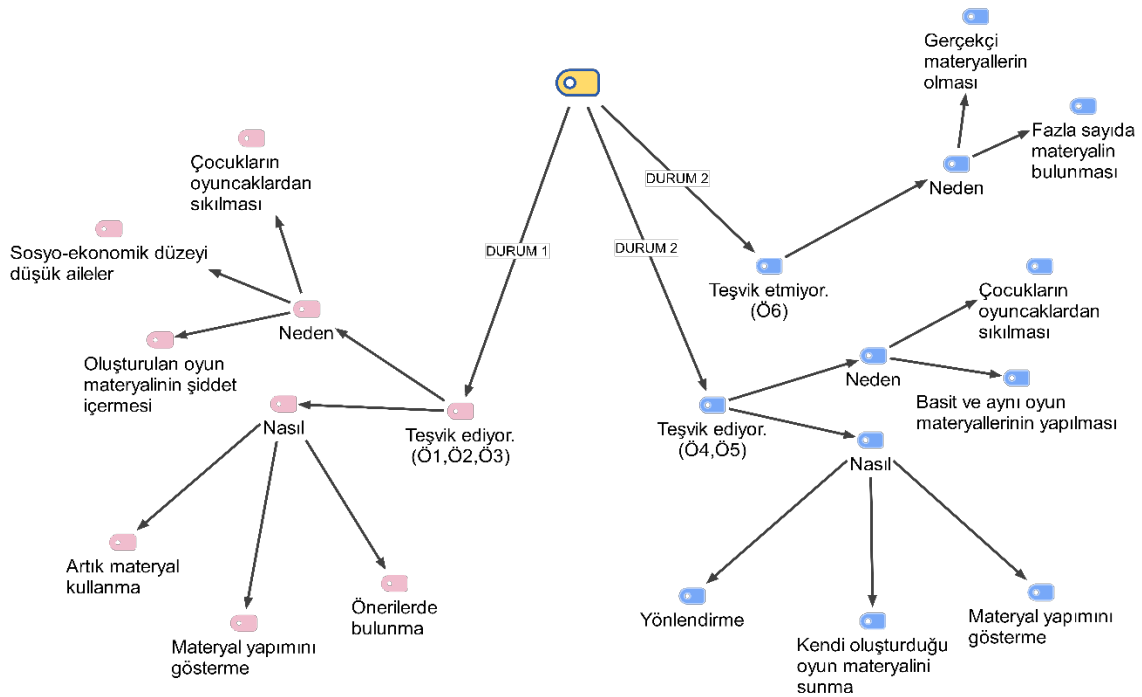 Gerçekçi
materyallerin
olması
Fazla sayıda
materyalin
bulunması
Neden
DURUM 2
Teşvik etmiyor.
(Ö6)
DURUM 1
DURUM 2
Çocukların
oyuncaklardan
sıkılması
Sosyo-ekonomik düzeyi
düşük aileler
Neden
Oluşturulan oyun
materyalinin şiddet
içermesi
Nasıl
Teşvik ediyor.
(Ö1,Ö2,Ö3)
Artık materyal
kullanma
Materyal yapımını
gösterme
Önerilerde
bulunma
Çocukların
oyuncaklardan
sıkılması
Neden
Basit ve aynı oyun
materyallerinin yapılması
Teşvik ediyor.
(Ö4,Ö5)
Nasıl
Yönlendirme
Kendi oluşturduğu
oyun materyalini
sunma
Materyal yapımını
gösterme